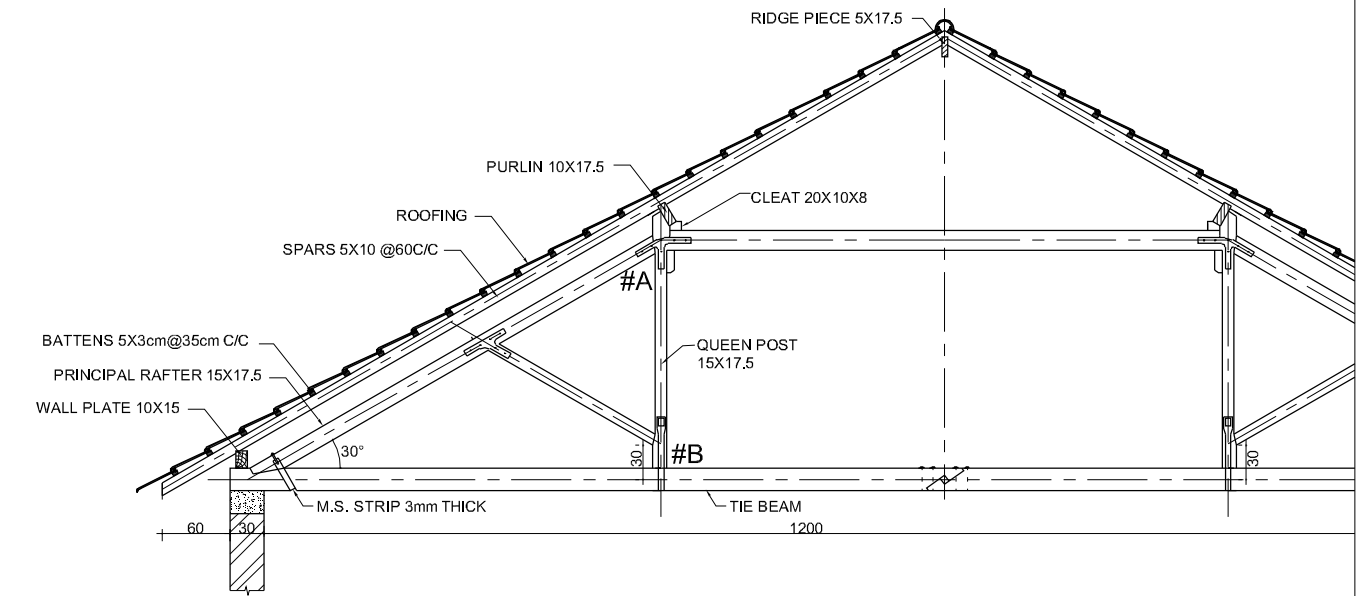 RIDGE PIECE 5X17.5
PURLIN 10X17.5
CLEAT 20X10X8
ROOFING
SPARS 5X10 @60C/C
#A
BATTENS 5X3cm@35cm C/C
QUEEN POST
15X17.5
PRINCIPAL RAFTER 15X17.5
WALL PLATE 10X15
30°
30
#B
30
M.S. STRIP 3mm THICK
TIE BEAM
60
30
1200